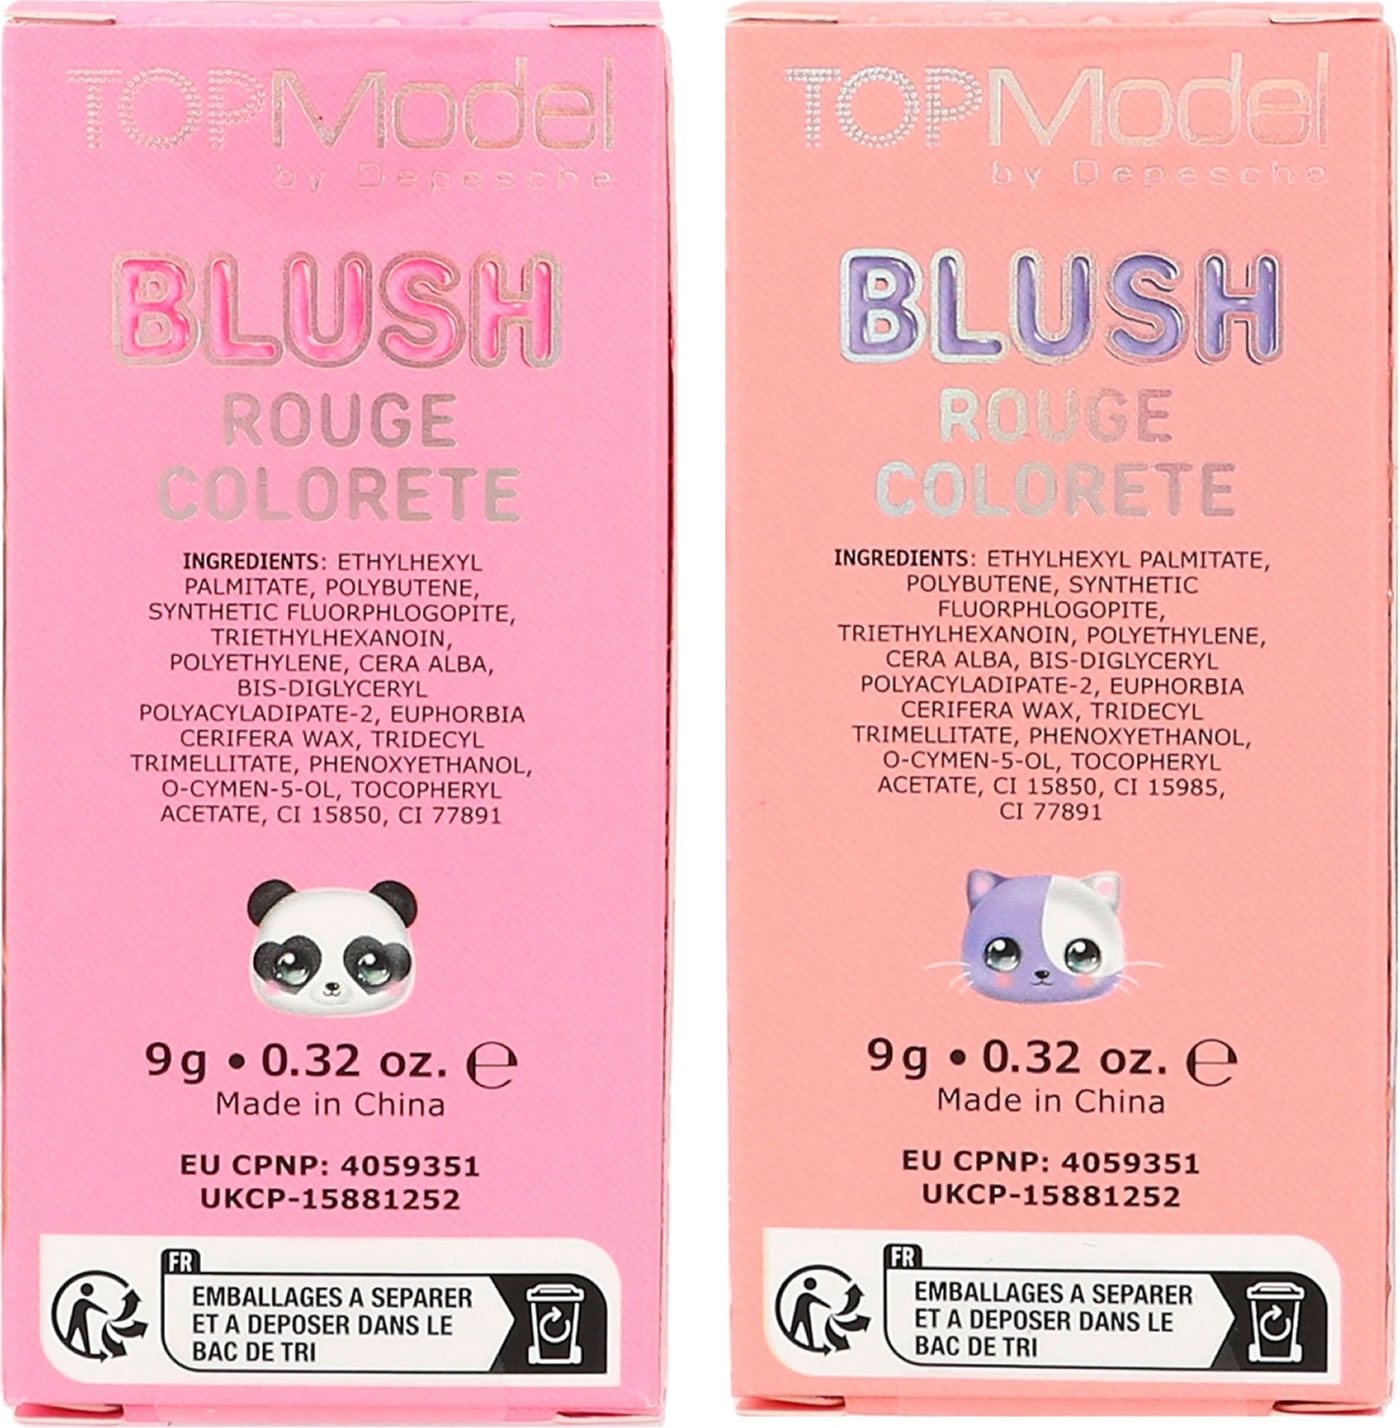 TOPModel
by Depesche
BLUSH
ROUGE
COLORETE
INGREDIENTS: ETHYLHEXYL
PALMITATE, POLYBUTENE,
SYNTHETIC FLUORPHLOGOPITE,
TRIETHYLHEXANOIN,
POLYETHYLENE, CERA ALBA,
BIS-DIGLYCERYL
POLYACYLADIPATE-2, EUPHORBIA
CERIFERA WAX, TRIDECYL
TRIMELLITATE, PHENOXYETHANOL,
O-CYMEN-5-OL, TOCOPHERYL
ACETATE, CI 15850, CI 77891
9 g • 0.32 oz. ℮
Made in China
EU CPNP: 4059351
UKCP-15881252
FR
EMBALLAGES A SEPARER
ET A DEPOSER DANS LE
BAC DE TRI
TOPModel
by Depesche
BLUSH
ROUGE
COLORETE
INGREDIENTS: ETHYLHEXYL PALMITATE,
POLYBUTENE, SYNTHETIC
FLUORPHLOGOPITE,
TRIETHYLHEXANOIN, POLYETHYLENE,
CERA ALBA, BIS-DIGLYCERYL
POLYACYLADIPATE-2, EUPHORBIA
CERIFERA WAX, TRIDECYL
TRIMELLITATE, PHENOXYETHANOL,
O-CYMEN-5-OL, TOCOPHERYL
ACETATE, CI 15850, CI 15985,
CI 77891
9 g • 0.32 oz. ℮
Made in China
EU CPNP: 4059351
UKCP-15881252
FR
EMBALLAGES A SEPARER
ET A DEPOSER DANS LE
BAC DE TRI